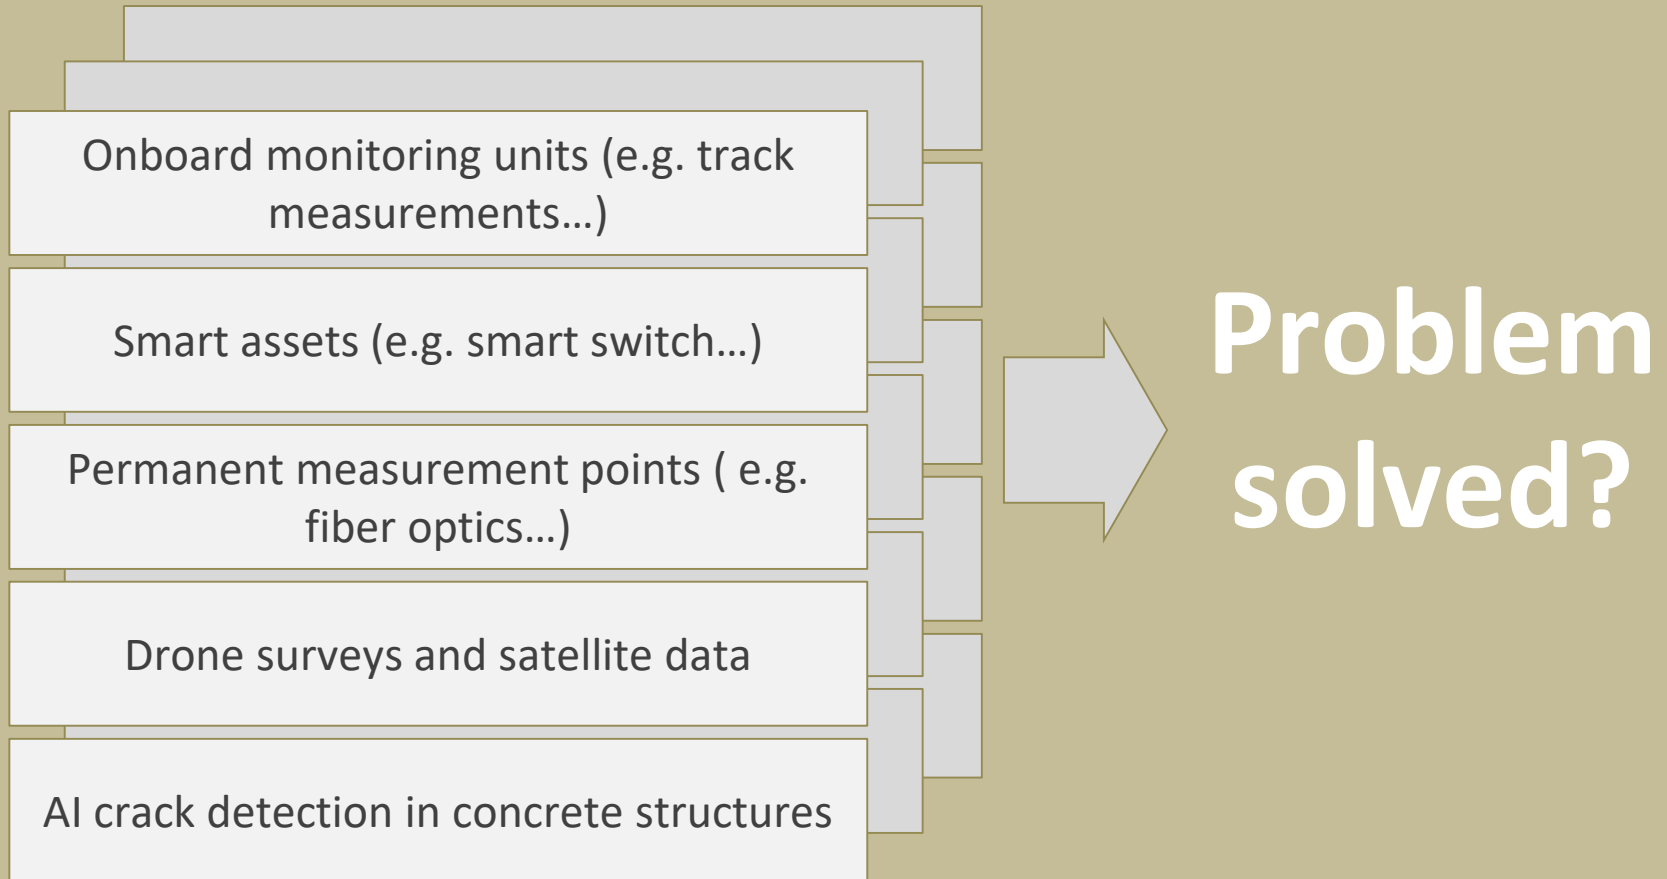 Onboard monitoring units (e.g. track
measurements…)
Smart assets (e.g. smart switch…)
Permanent measurement points ( e.g.
fiber optics…)
Drone surveys and satellite data
AI crack detection in concrete structures
Problem
solved?